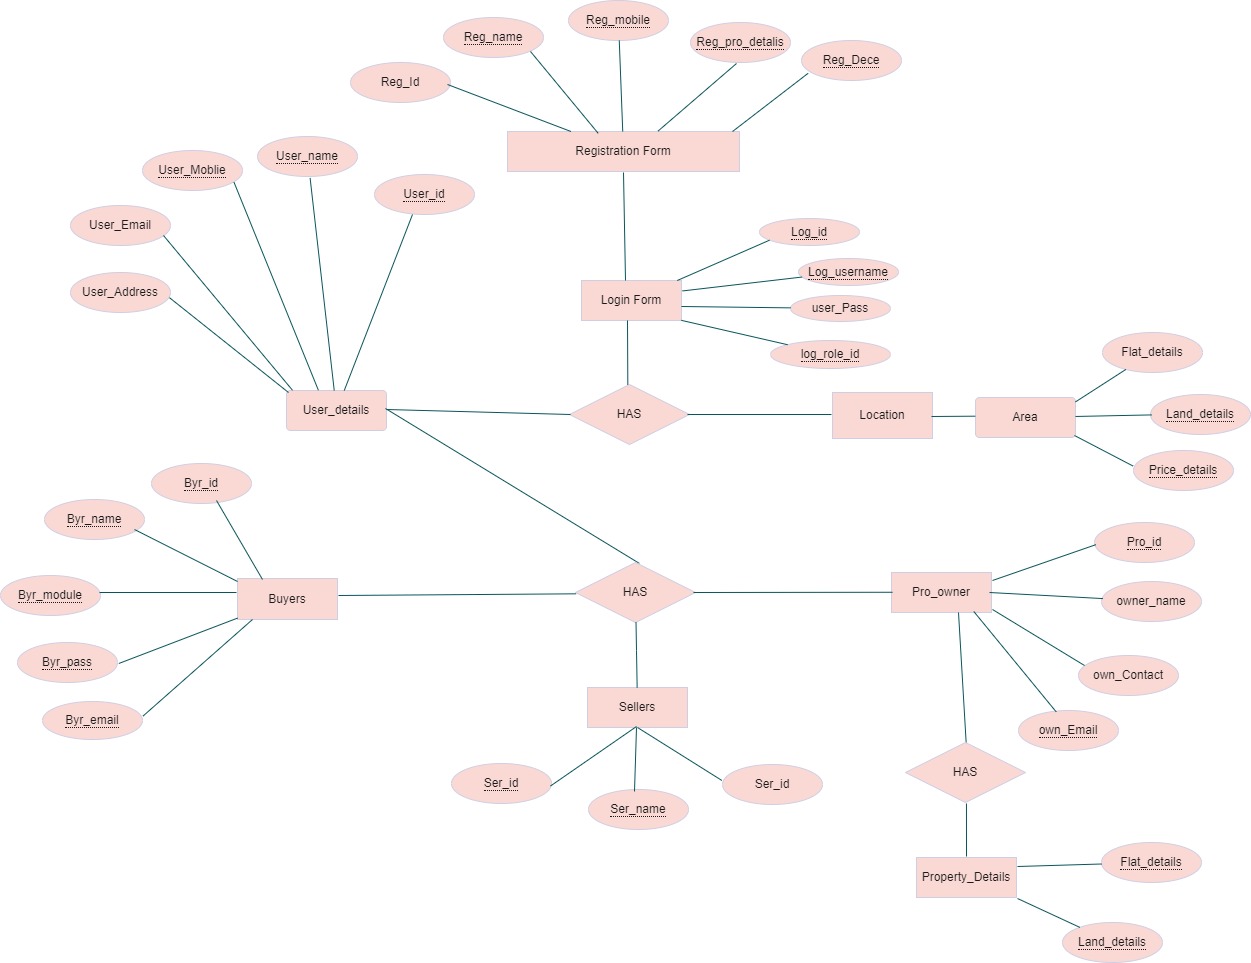 Reg_mobile
Reg_name
Reg_pro_detalis
Reg_Dece
Reg_Id
Registration Form
User_name
User_Moblie
User_id
User_Email
User_Address
Log_id
Log_username
Login Form
user_Pass
log_role_id
Flat_details
User_details
HAS
Location
Area
Land_details
Price_details
Byr_id
Byr_name
Pro_id
Byr_module
Buyers
HAS
Pro_owner
owner_name
Byr_pass
own_Contact
Sellers
Byr_email
own_Email
HAS
Ser_id
Ser_name
Ser_id
Flat_details
Property_Details
Land_details